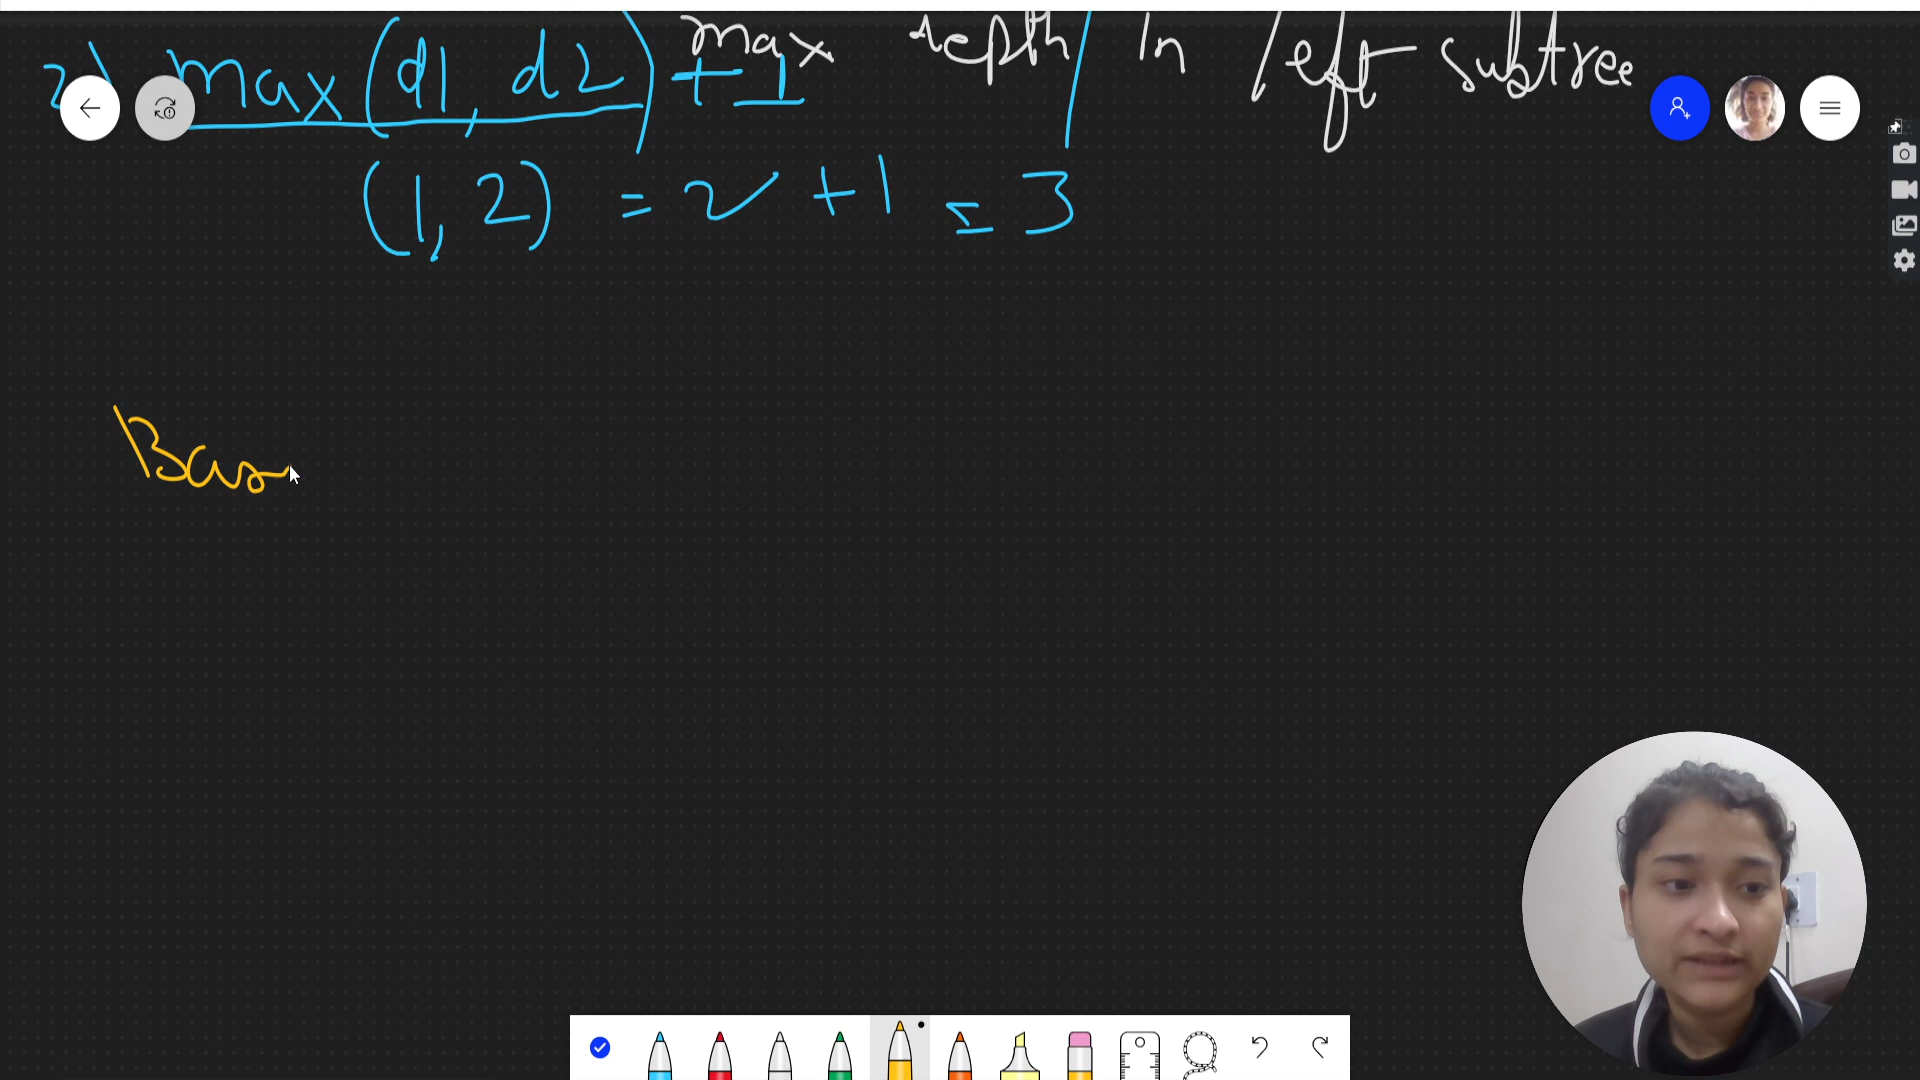 max depth in left subtree
2) max(d1, d2) + 1
(1, 2) = 2 + 1 = 3
Bas